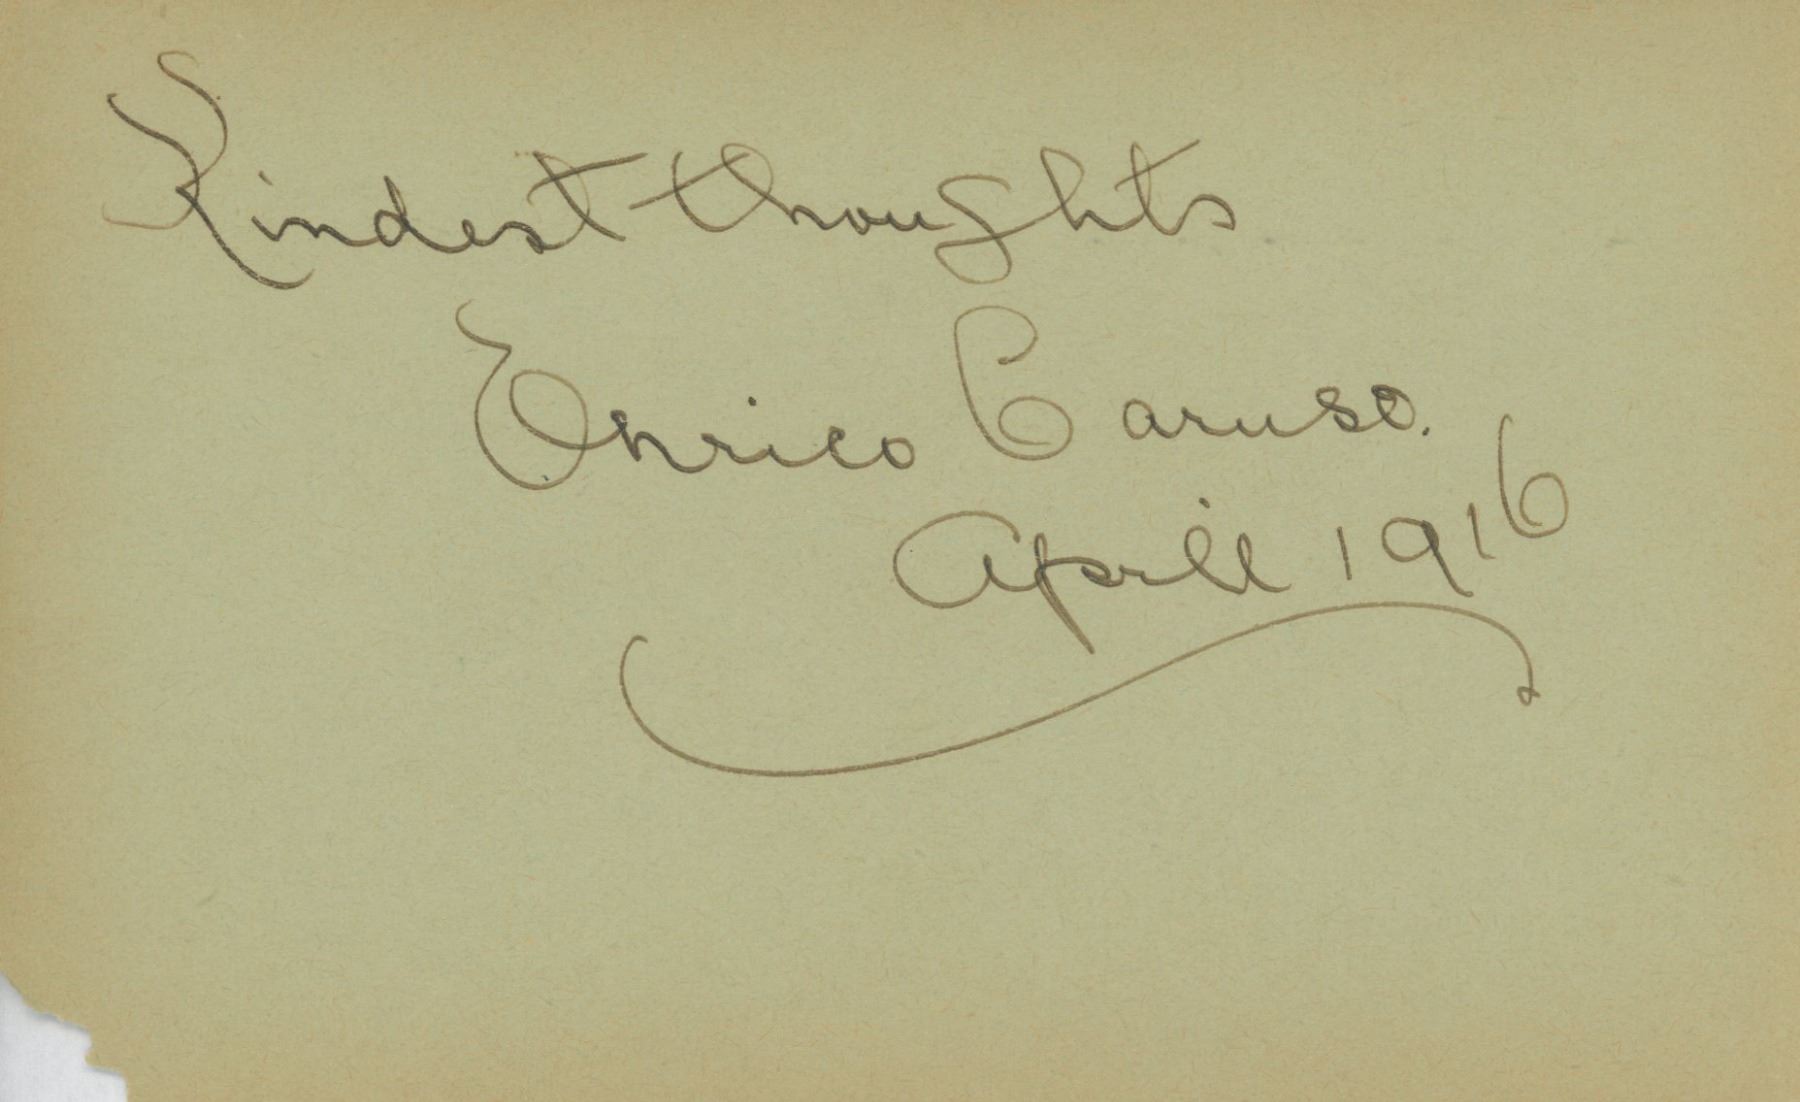 Kindest thoughts
Enrico Caruso.
April 1916